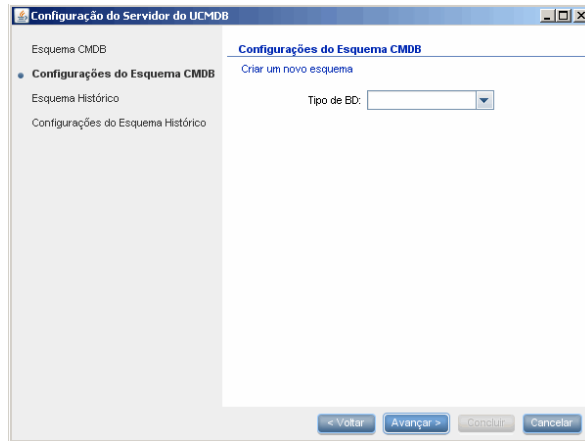 Configuração do Servidor do UCMDB
Esquema CMDB
Configurações do Esquema CMDB
Esquema Histórico
Configurações do Esquema Histórico
Configurações do Esquema CMDB
Criar um novo esquema
Tipo de BD:
< Voltar
Avançar >
Concluir
Cancelar